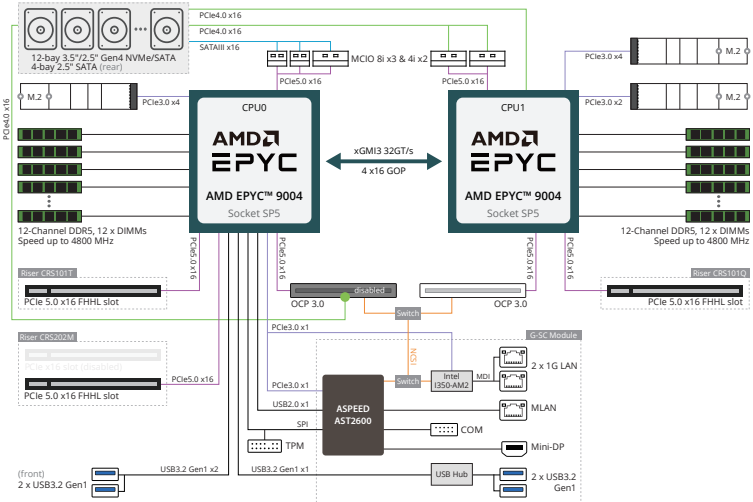 PCIe4.0 x16
PCIe4.0 x16
SATAIII x16
12-bay 3.5"/2.5" Gen4 NVMe/SATA
4-bay 2.5" SATA (rear)
MCIO 8i x3 & 4i x2
PCIe5.0 x16
PCIe5.0 x16
PCIe3.0 x4
M.2
M.2
PCIe3.0 x4
PCIe3.0 x2
M.2
PCIe4.0 x16
CPU0
AMD
EPYC
AMD EPYC™ 9004
Socket SP5
xGMI3 32GT/s
4 x16 GOP
CPU1
AMD
EPYC
AMD EPYC™ 9004
Socket SP5
12-Channel DDR5, 12 x DIMMs
Speed up to 4800 MHz
12-Channel DDR5, 12 x DIMMs
Speed up to 4800 MHz
PCIe5.0 x16
PCIe5.0 x16
PCIe5.0 x16
PCIe5.0 x16
PCIe5.0 x16
Riser CRS101T
PCIe 5.0 x16 FHHL slot
disabled
OCP 3.0
OCP 3.0
Riser CRS101Q
PCIe 5.0 x16 FHHL slot
Switch
PCIe3.0 x1
Riser CRS202M
PCIe x16 slot (disabled)
PCIe5.0 x16
PCIe 5.0 x16 FHHL slot
G-SC Module
NCSI
PCIe3.0 x1
Switch
Intel
I350-AM2
MDI
2 x 1G LAN
ASPEED
AST2600
USB2.0 x1
MLAN
SPI
COM
TPM
Mini-DP
(front)
2 x USB3.2 Gen1
USB3.2 Gen1 x2
USB3.2 Gen1 x1
USB Hub
2 x USB3.2
Gen1